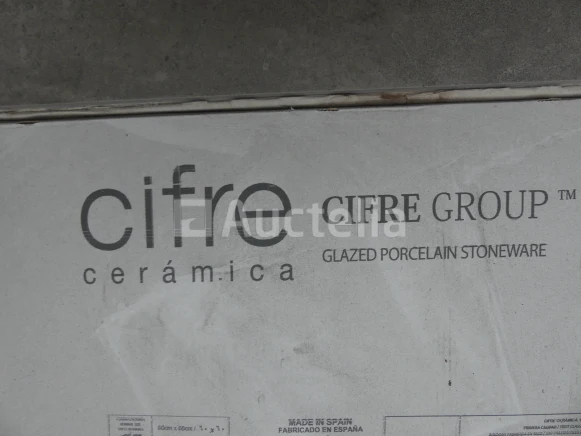 cifre
cerámica
CIFRE GROUP™
GLAZED PORCELAIN STONEWARE
Auctelia
MADE IN SPAIN
FABRICADO EN ESPAÑA